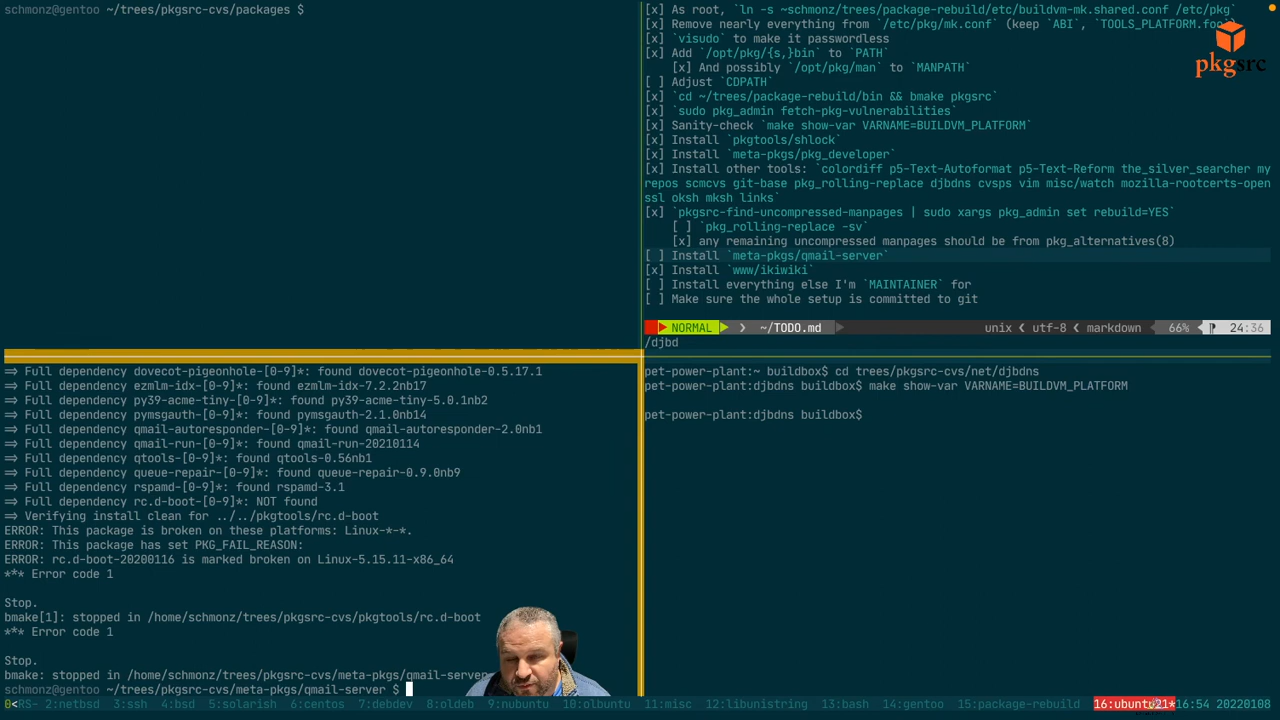 schmonz@gentoo ~/trees/pkgsrc-cvs/packages $
[x] As root, `ln -s ~schmonz/trees/package-rebuild/etc/buildvm-mk.shared.conf /etc/pkg`
[x] Remove nearly everything from `/etc/pkg/mk.conf` (keep `ABI`, `TOOLS_PLATFORM.foo`)
[x] `visudo` to make it passwordless
[x] Add `/opt/pkg/{s,}bin` to `PATH`
[x] And possibly `/opt/pkg/man` to `MANPATH`
[ ] Adjust `CDPATH`
[x] `cd ~/trees/package-rebuild/bin && bmake pkgsrc`
[x] `sudo pkg_admin fetch-pkg-vulnerabilities`
[x] Sanity-check `make show-var VARNAME=BUILDVM_PLATFORM`
[x] Install `pkgtools/shlock`
[x] Install `meta-pkgs/pkg_developer`
[x] Install other tools: `colordiff p5-Text-Autoformat p5-Text-Reform the_silver_searcher my
repos scmcvs git-base pkg_rolling-replace djbdns cvsps vim misc/watch mozilla-rootcerts-open
ssl oksh mksh links`
[x] `pkgsrc-find-uncompressed-manpages | sudo xargs pkg_admin set rebuild=YES`
[ ] `pkg_rolling-replace -sv`
[x] any remaining uncompressed manpages should be from pkg_alternatives(8)
[ ] Install `meta-pkgs/qmail-server`
[x] Install `www/ikiwiki`
[ ] Install everything else I'm `MAINTAINER` for
[ ] Make sure the whole setup is committed to git
NORMAL ~/TODO.md unix < utf-8 < markdown 66% 24:36
/djbd
pkgsrc
=> Full dependency dovecot-pigeonhole-[0-9]*: found dovecot-pigeonhole-0.5.17.1
=> Full dependency ezmlm-idx-[0-9]*: found ezmlm-idx-7.2.2nb17
=> Full dependency py39-acme-tiny-[0-9]*: found py39-acme-tiny-5.0.1nb2
=> Full dependency pymsgauth-[0-9]*: found pymsgauth-2.1.0nb14
=> Full dependency qmail-autoresponder-[0-9]*: found qmail-autoresponder-2.0nb1
=> Full dependency qmail-run-[0-9]*: found qmail-run-20210114
=> Full dependency qtools-[0-9]*: found qtools-0.56nb1
=> Full dependency queue-repair-[0-9]*: found queue-repair-0.9.0nb9
=> Full dependency rspamd-[0-9]*: found rspamd-3.1
=> Full dependency rc.d-boot-[0-9]*: NOT found
=> Verifying install clean for ../../pkgtools/rc.d-boot
ERROR: This package is broken on these platforms: Linux-*-*.
ERROR: This package has set PKG_FAIL_REASON:
ERROR: rc.d-boot-20200116 is marked broken on Linux-5.15.11-x86_64
*** Error code 1
Stop.
bmake[1]: stopped in /home/schmonz/trees/pkgsrc-cvs/pkgtools/rc.d-boot
*** Error code 1
Stop.
bmake: stopped in /home/schmonz/trees/pkgsrc-cvs/meta-pkgs/qmail-server
schmonz@gentoo ~/trees/pkgsrc-cvs/meta-pkgs/qmail-server $
pet-power-plant:~ buildbox$ cd trees/pkgsrc-cvs/net/djbdns
pet-power-plant:djbdns buildbox$ make show-var VARNAME=BUILDVM_PLATFORM
pet-power-plant:djbdns buildbox$
0<RS- 2:netbsd 3:ssh 4:bsd 5:solarish 6:centos 7:debdev 8:oldeb 9:nubuntu 10:olbuntu 11:misc 12:libunistring 13:bash 14:gentoo 15:package-rebuild 16:ubuntu21* 16:54 20220108